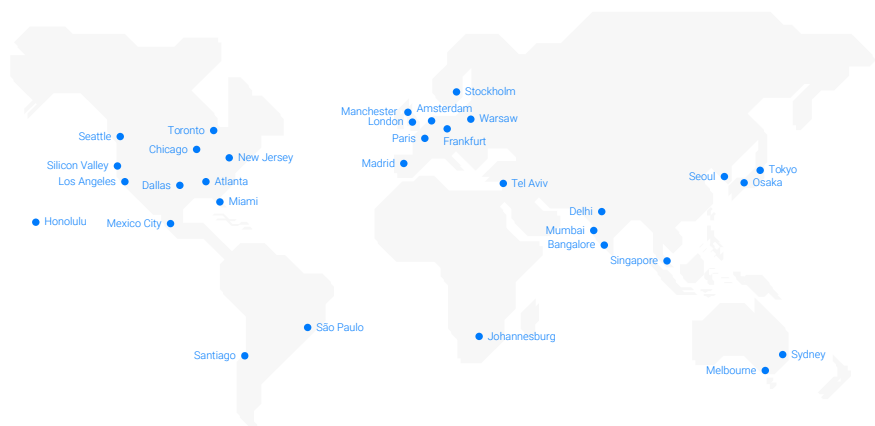 Stockholm
Manchester
Amsterdam
London
Warsaw
Toronto
Seattle
Paris
Frankfurt
Chicago
New Jersey
Silicon Valley
Madrid
Tokyo
Seoul
Los Angeles
Dallas
Atlanta
Tel Aviv
Osaka
Miami
Delhi
Honolulu
Mexico City
Mumbai
Bangalore
Singapore
São Paulo
Johannesburg
Santiago
Sydney
Melbourne